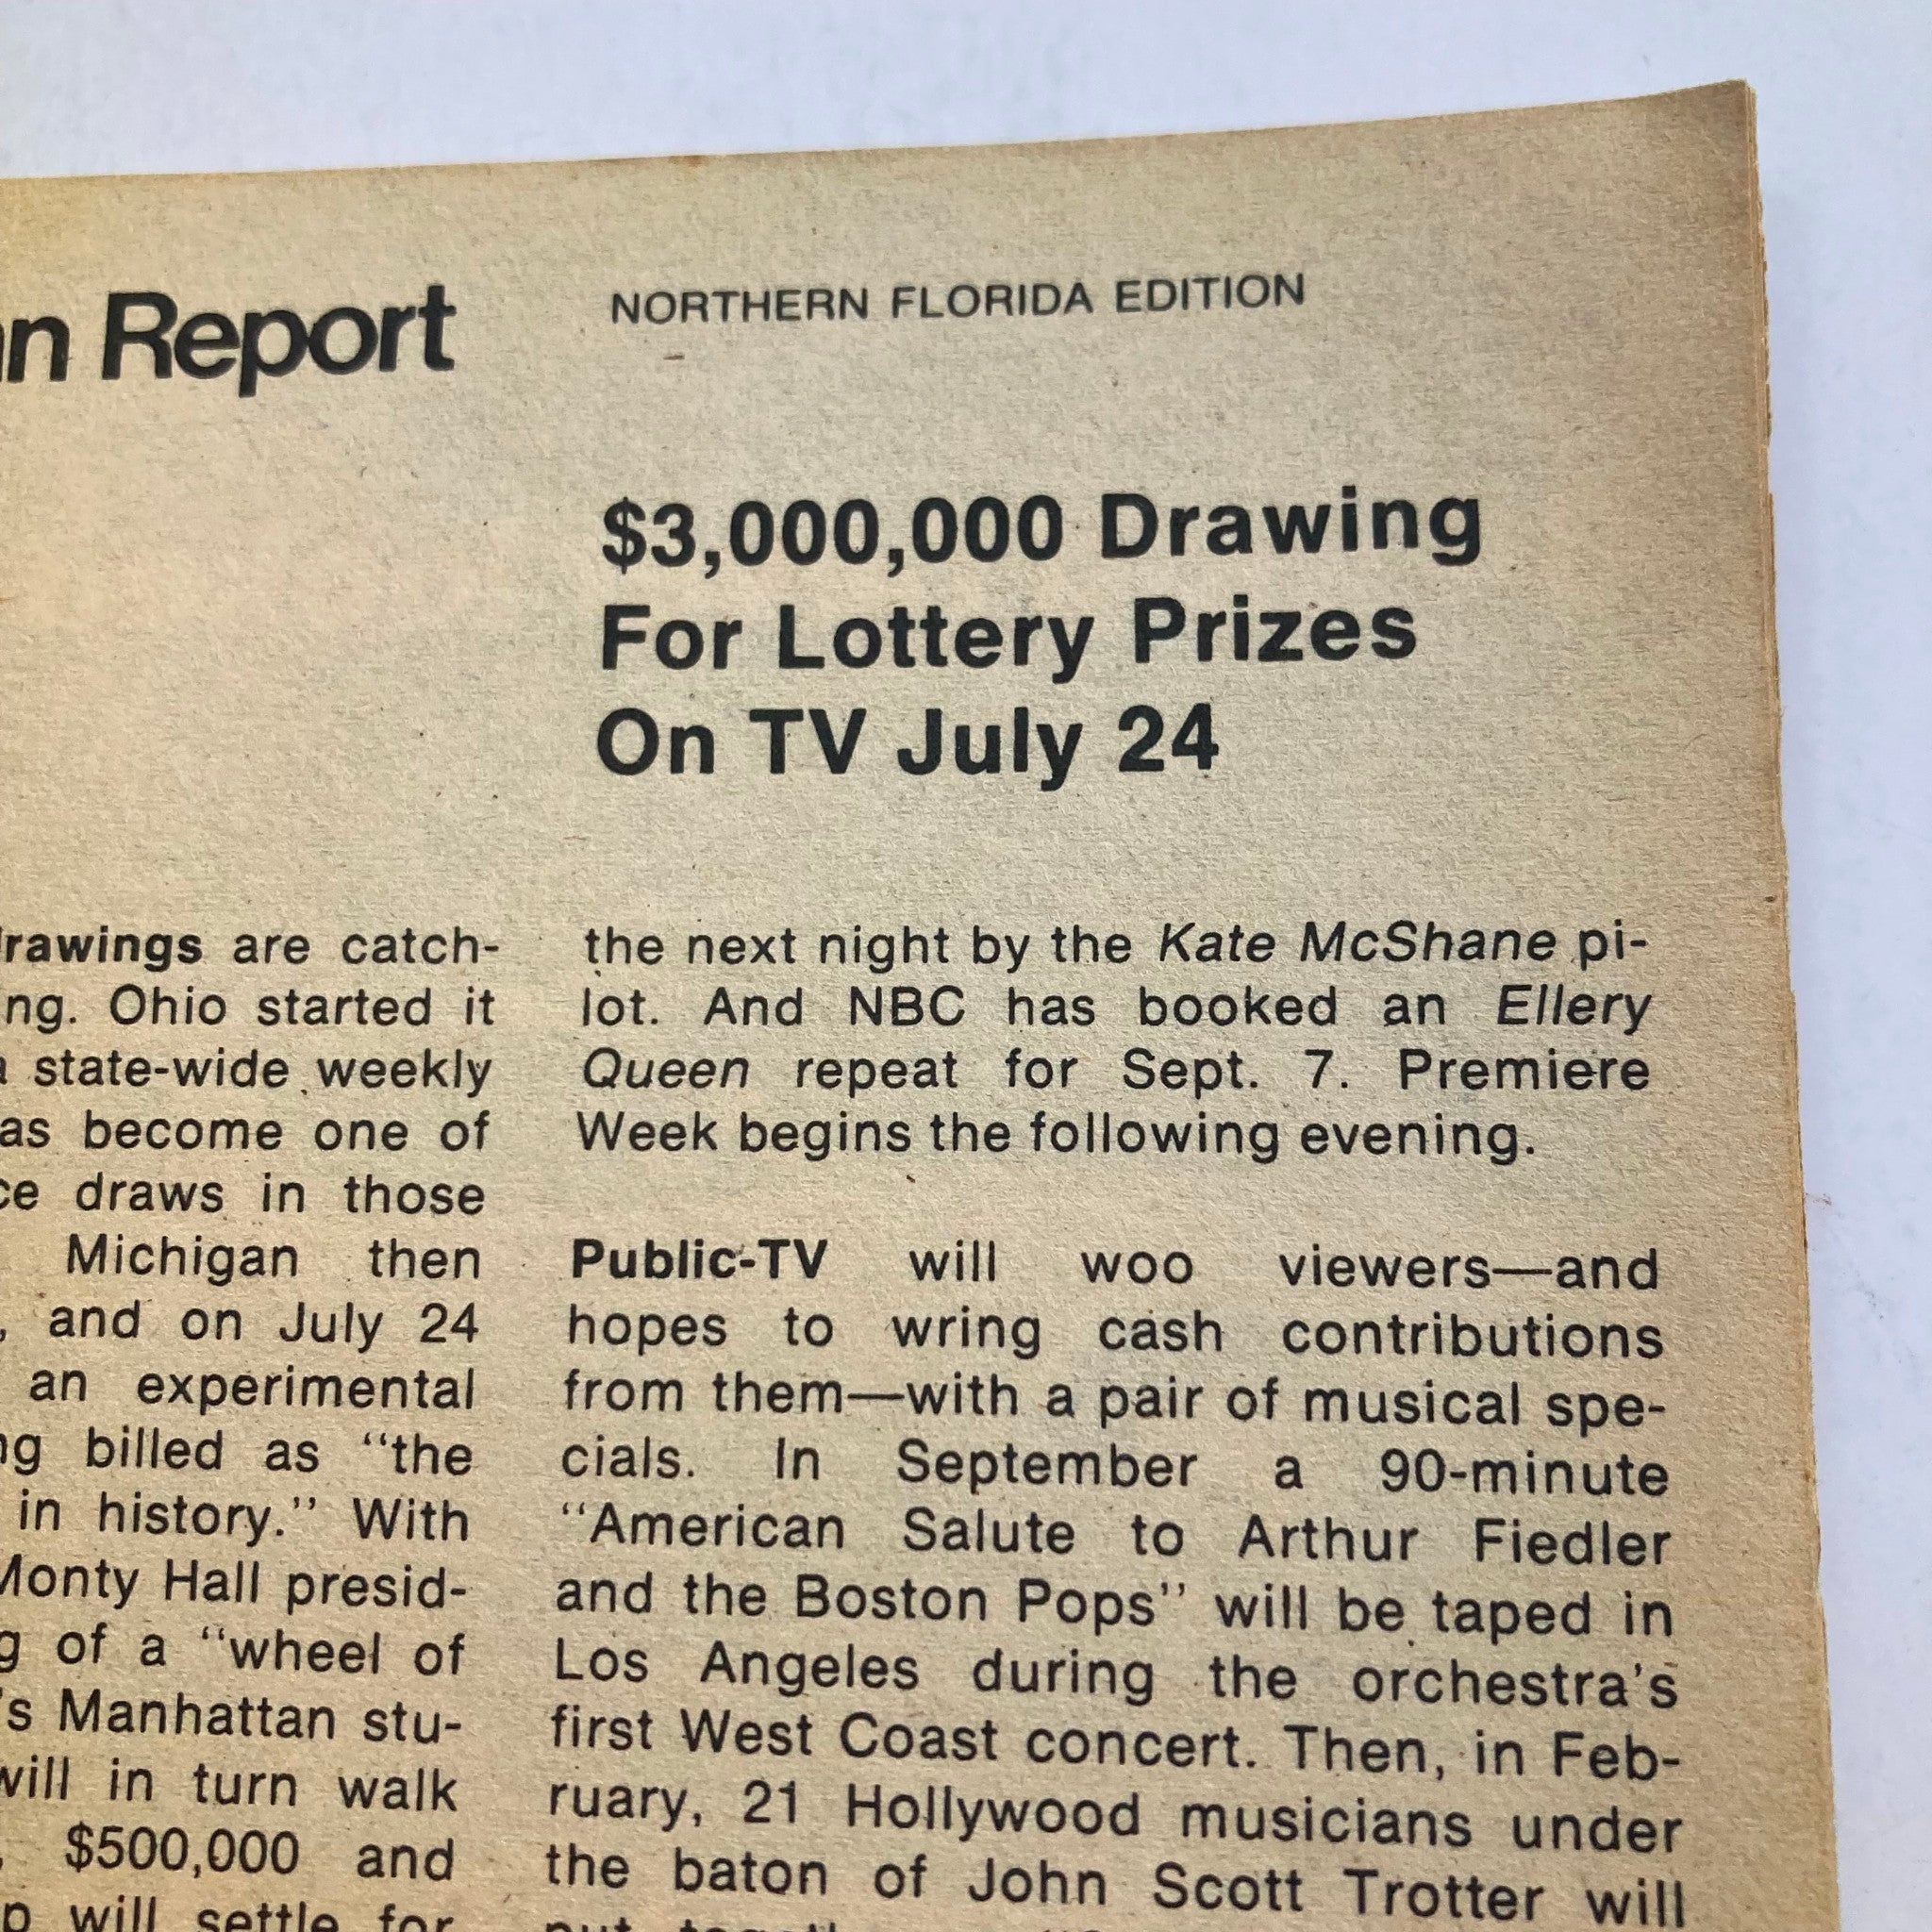 Report
NORTHERN FLORIDA EDITION
$3,000,000 Drawing
For Lottery Prizes
On TV July 24
are catch-
ng. Ohio started it
state-wide weekly
as become one of
draws in those
Michigan then
and on July 24
an experimental
billed as “the
in history.” With
Monty Hall presid-
of a “wheel of
's Manhattan stu-
will in turn walk
$500,000 and
will settle for
the next night by the Kate McShane pi-
lot. And NBC has booked an Ellery
Queen repeat for Sept. 7. Premiere
Week begins the following evening.
Public-TV will woo viewers—and
hopes to wring cash contributions
from them—with a pair of musical spe-
cials. In September a 90-minute
“American Salute to Arthur Fiedler
and the Boston Pops” will be taped in
Los Angeles during the orchestra's
first West Coast concert. Then, in Feb-
ruary, 21 Hollywood musicians under
the baton of John Scott Trotter will